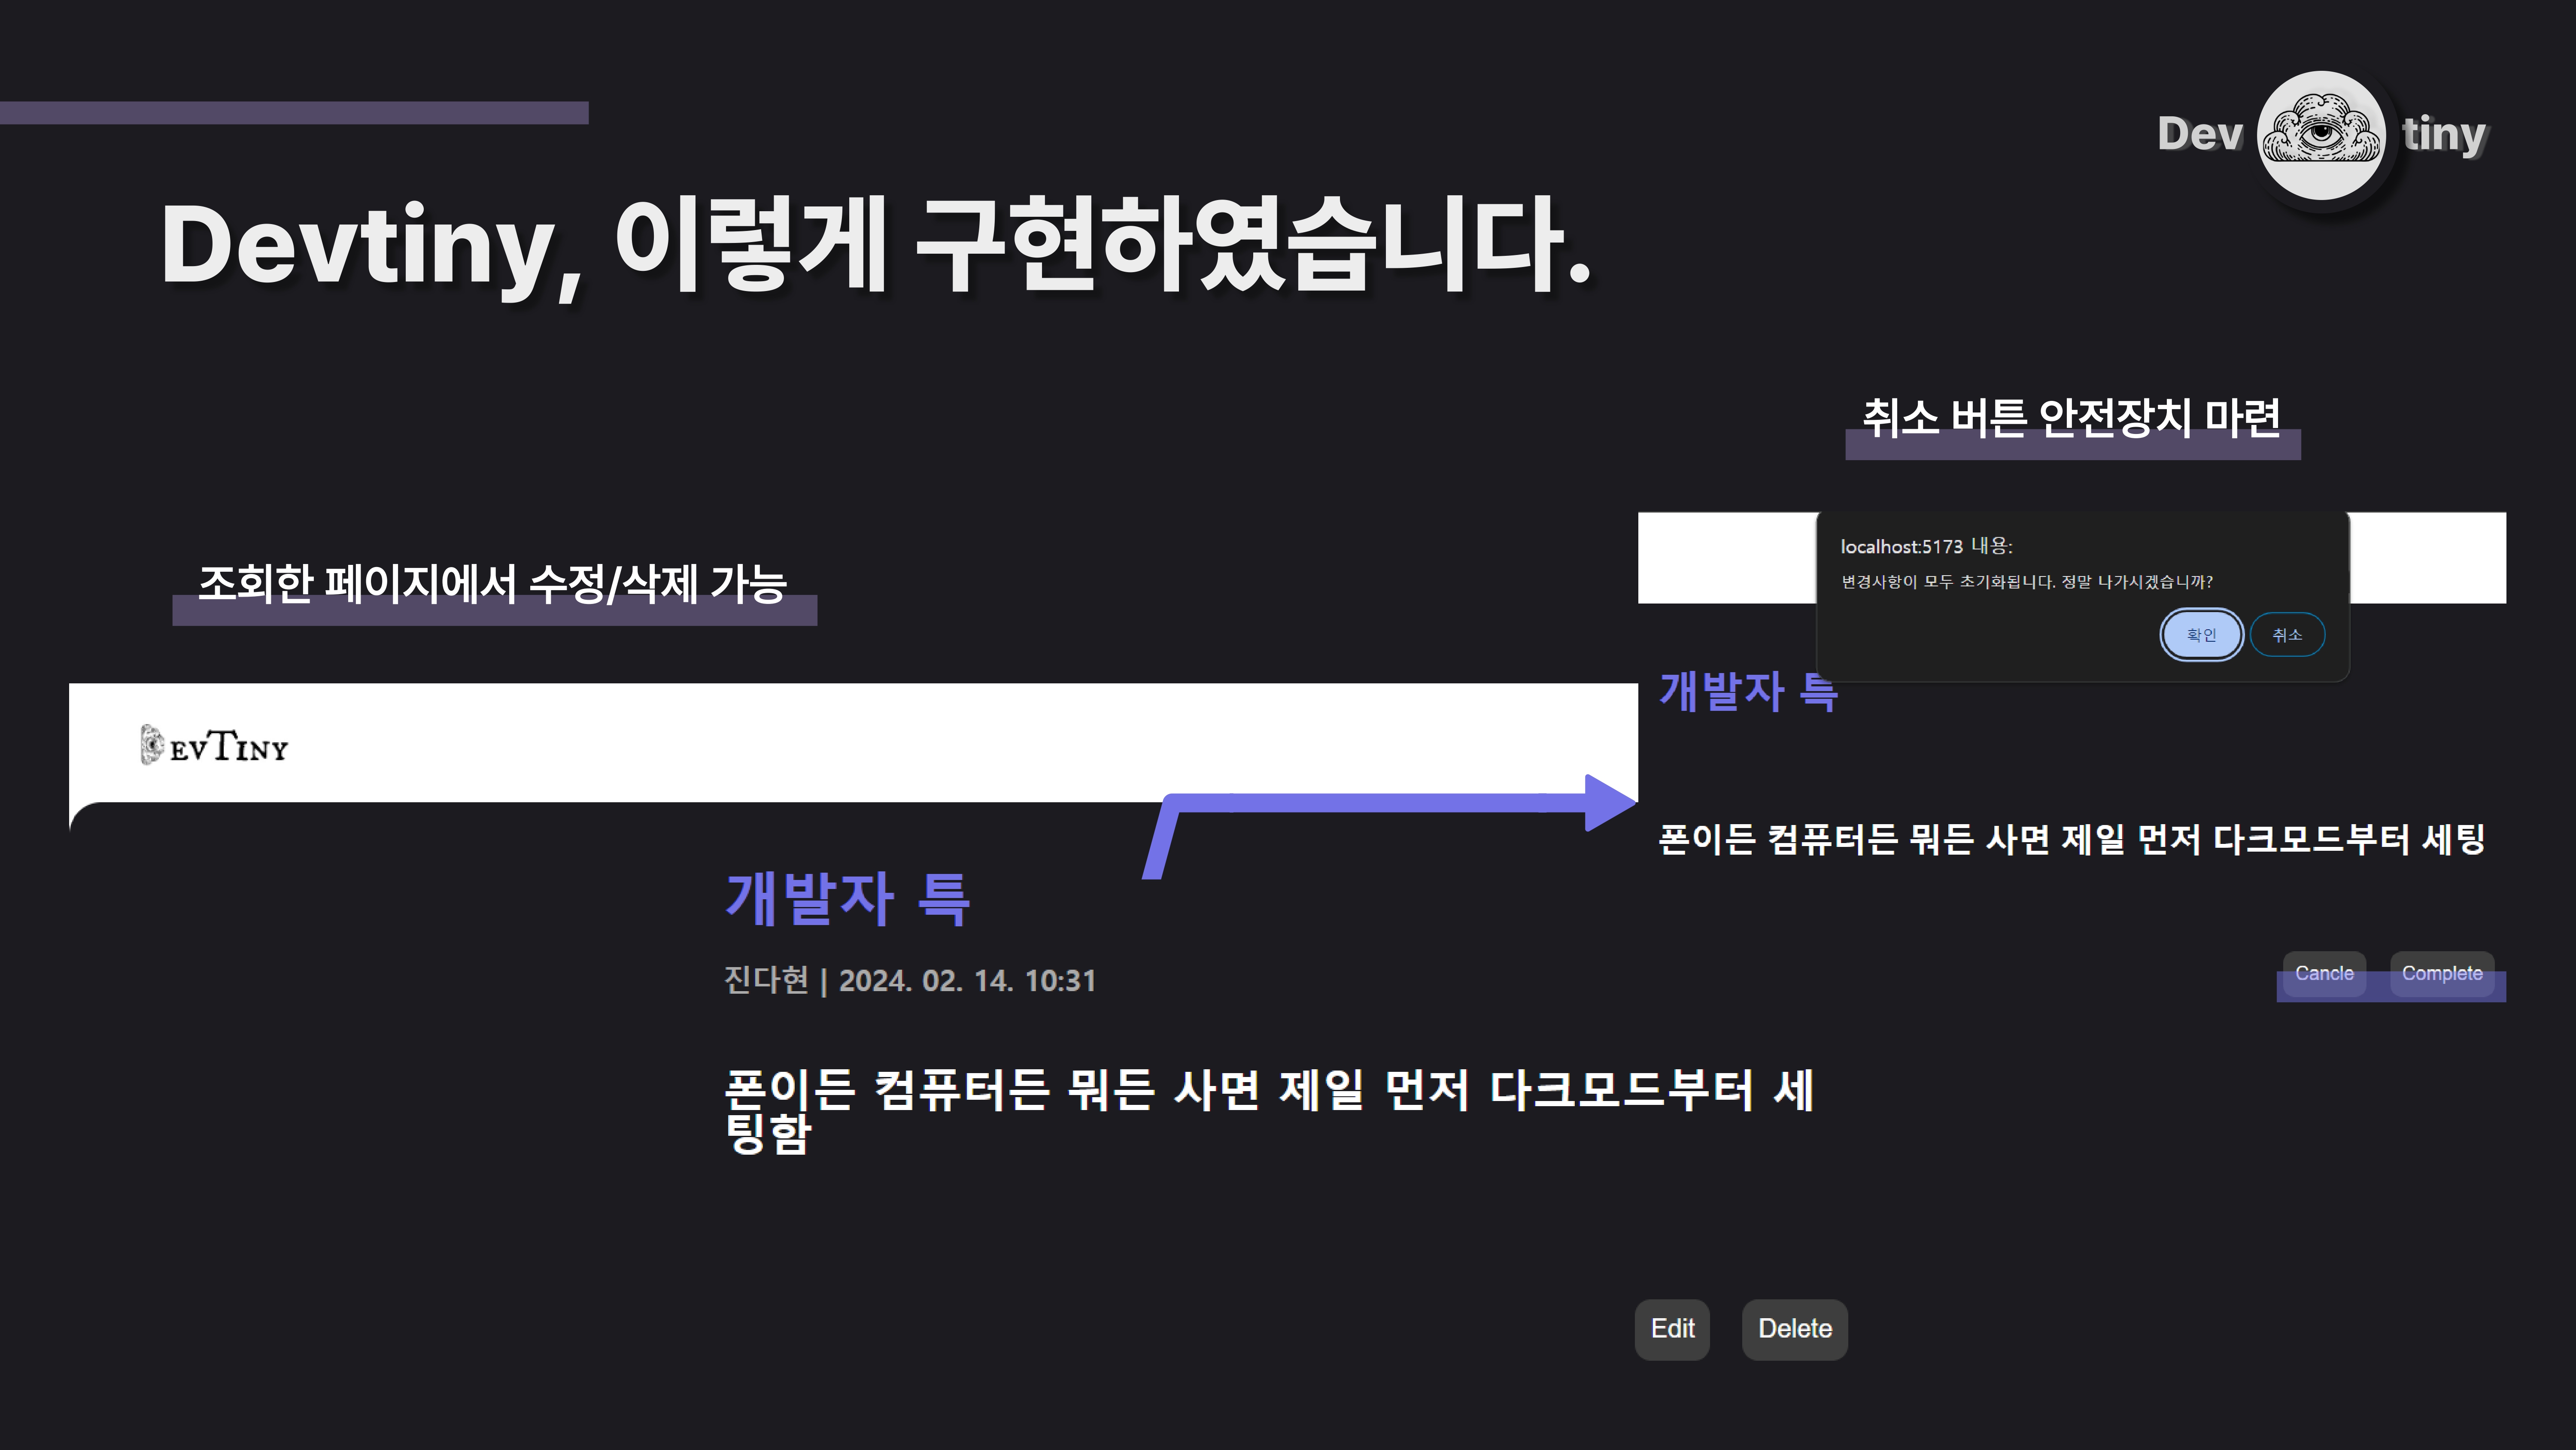 Dev tiny
Devtiny, 이렇게 구현하였습니다.
조회한 페이지에서 수정/삭제 가능
DEVTINY
개발자 특
진다현 | 2024. 02. 14. 10:31
폰이든 컴퓨터든 뭐든 사면 제일 먼저 다크모드부터 세
팅함
Edit Delete
취소 버튼 안전장치 마련
localhost:5173 내용:
변경사항이 모두 초기화됩니다. 정말 나가시겠습니까?
확인 취소
개발자 특
폰이든 컴퓨터든 뭐든 사면 제일 먼저 다크모드부터 세팅
Cancle Complete